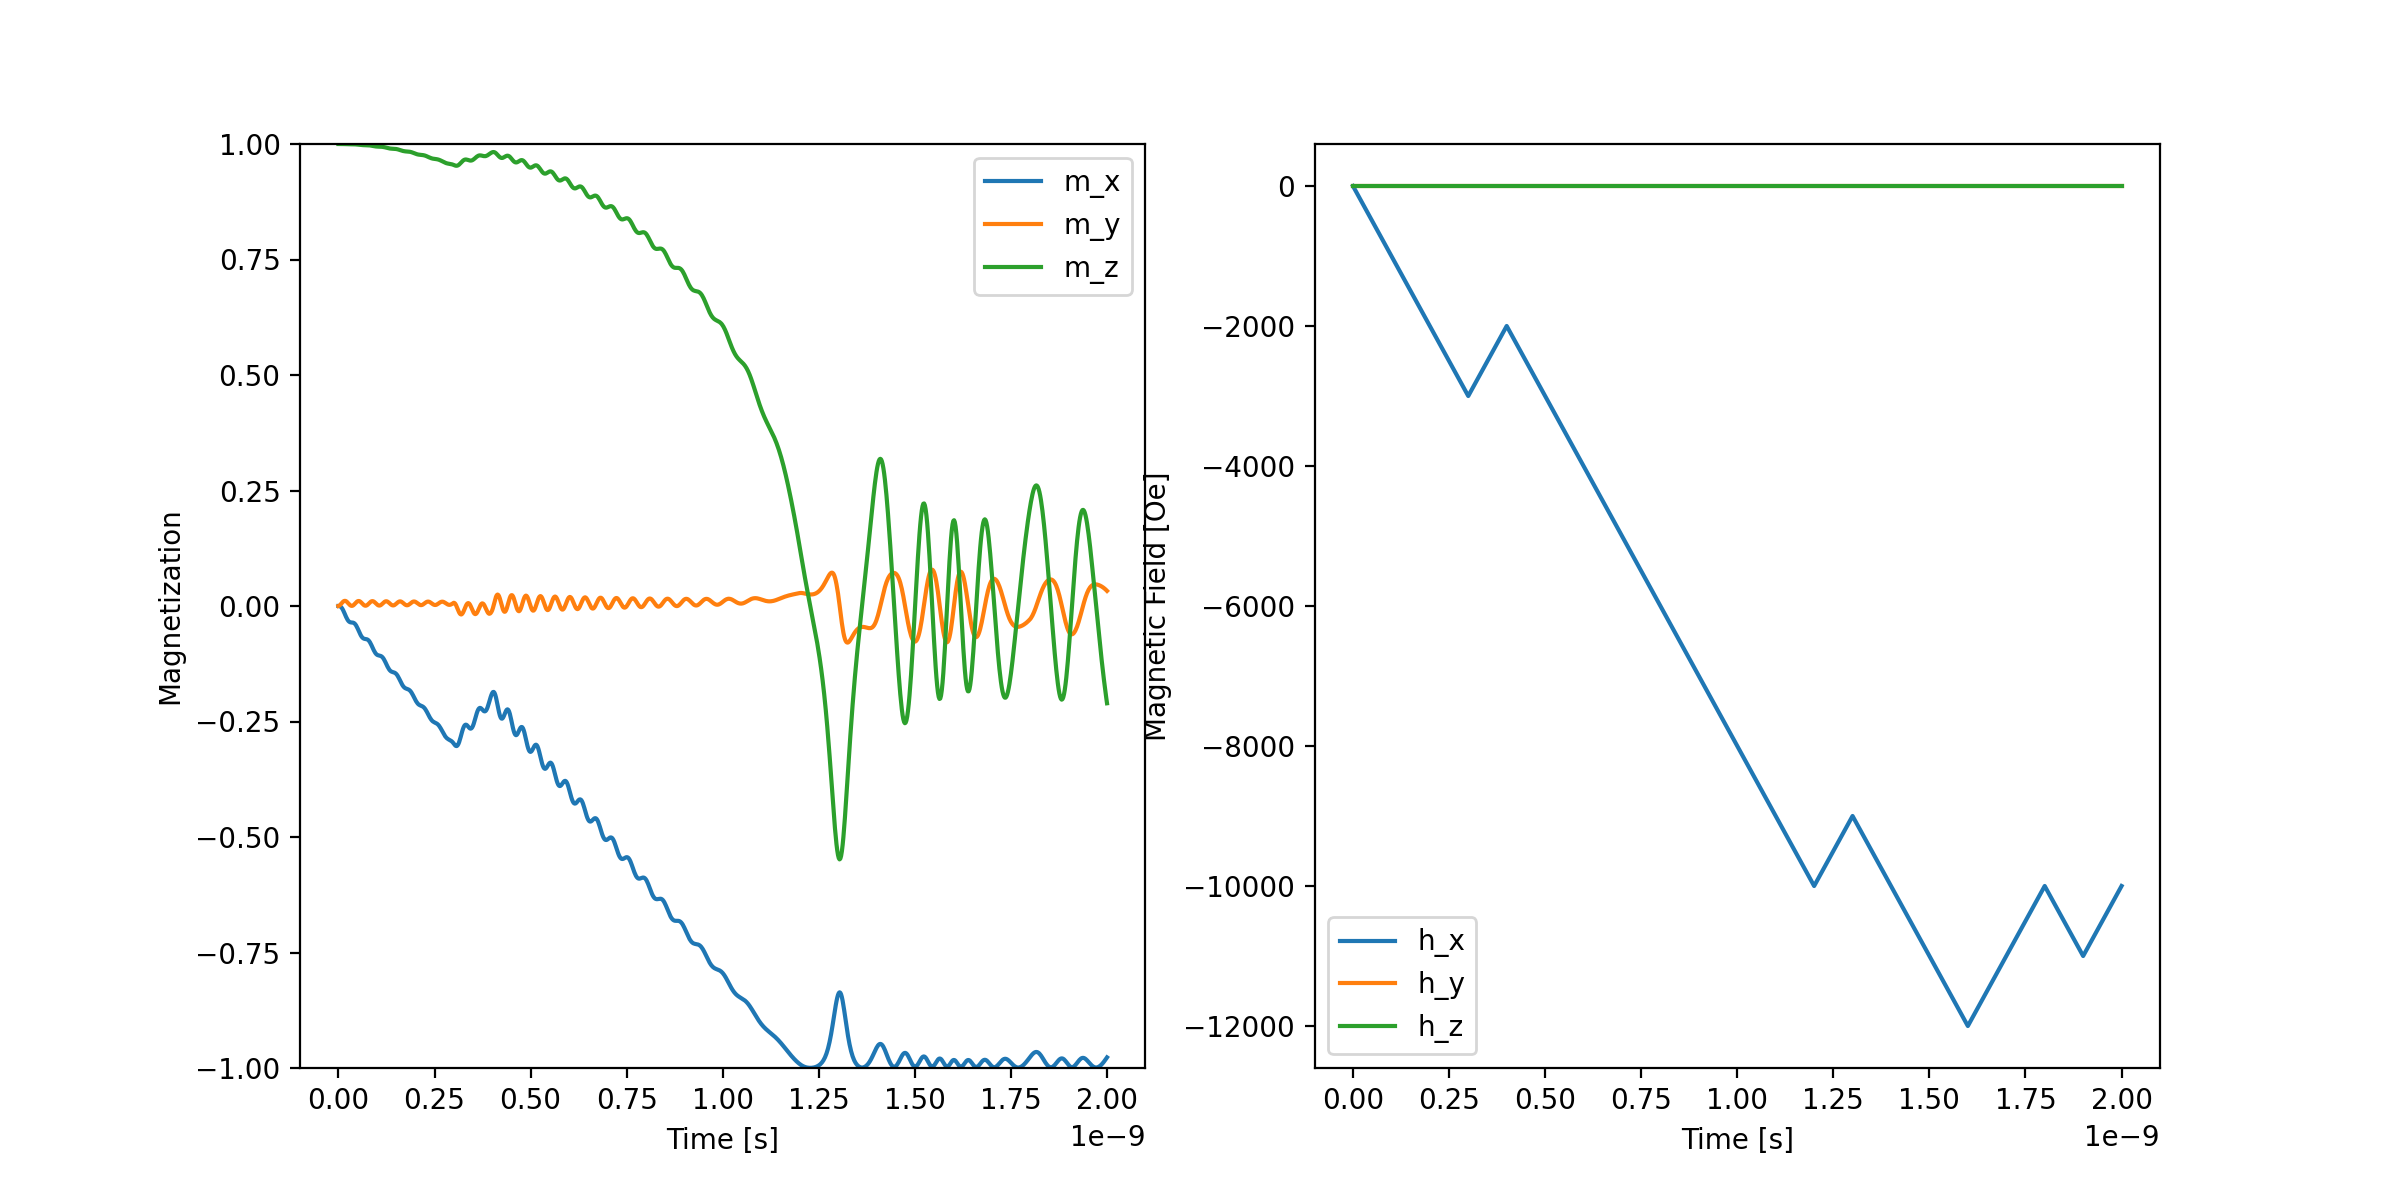 1.00
0.75
0.50
0.25
0.00
−0.25
−0.50
−0.75
−1.00
Magnetization
m_x
m_y
m_z
0.00 0.25 0.50 0.75 1.00 1.25 1.50 1.75 2.00
Time [s]
1e−9
0
−2000
−4000
−6000
−8000
−10000
−12000
Magnetic Field [Oe]
h_x
h_y
h_z
0.00 0.25 0.50 0.75 1.00 1.25 1.50 1.75 2.00
Time [s]
1e−9